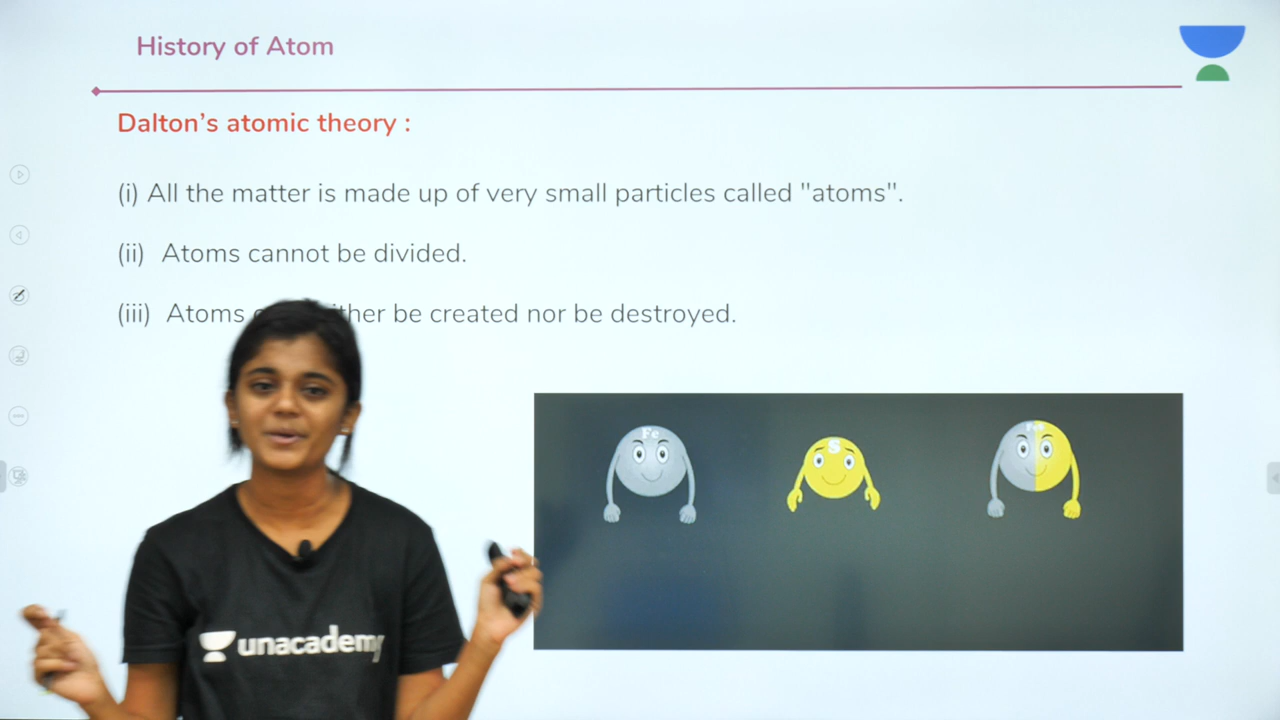 History of Atom
Dalton's atomic theory :
(i) All the matter is made up of very small particles called "atoms".
(ii) Atoms cannot be divided.
(iii) Atoms ther be created nor be destroyed.
Fe
S
unacademy